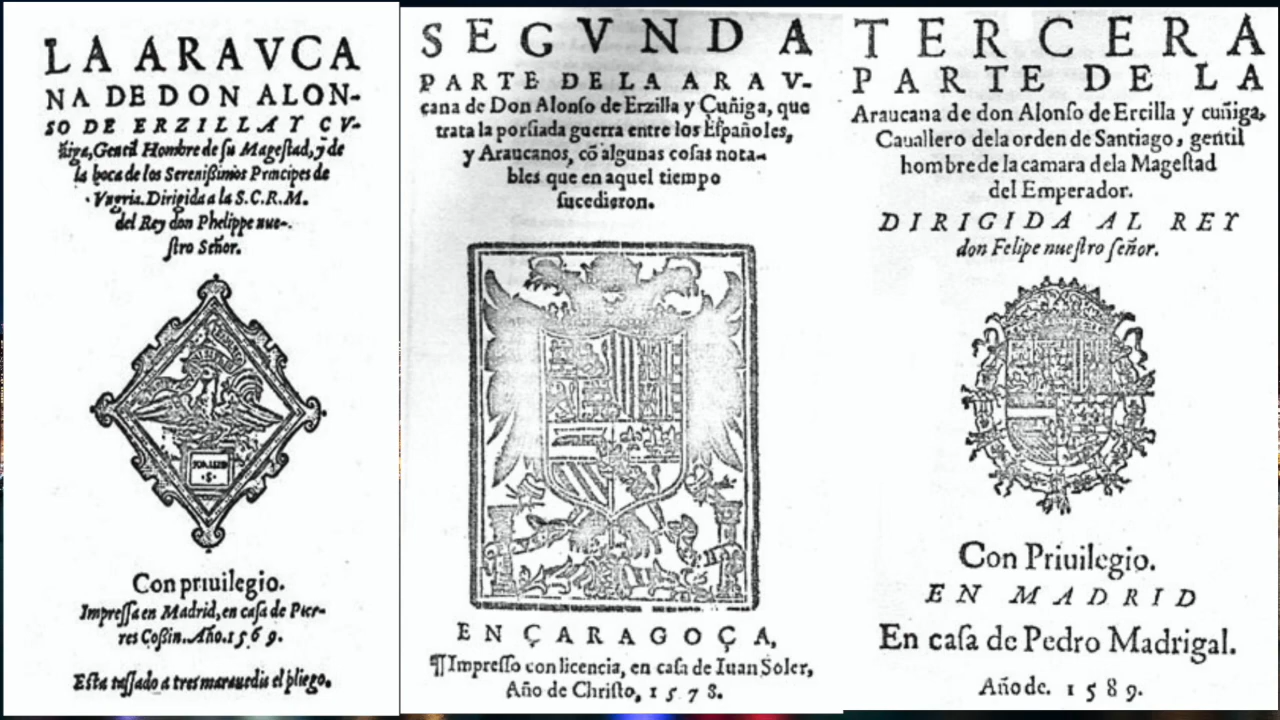 LA ARAVCA
NA DE DON ALON-
SO DE ERZILLA Y CV-
ñiga, Gentil Hombre de ſu Mageſtad, y de
la boca de los Sereniſsimos Principes de
Vngria. Dirigida a la S.C.R.M.
del Rey don Phelippe nue-
ſtro Señor.
Con priuilegio.
Impreſſa en Madrid, en caſa de Pier-
res Coßin. Año. 1569.
Eſta taſſado a tres marauedis el pliego.
SEGVNDA
PARTE DE LA ARAV-
cana de Don Alonſo de Erzilla y Çuñiga, que
trata la porfiada guerra entre los Eſpañoles,
y Araucanos, cõ algunas coſas nota-
bles que en aquel tiempo
ſucedieron.
EN ÇARAGOÇA,
¶Impreſſo con licencia, en caſa de Iuan Soler,
Año de Chriſto, 1578.
TERCERA
PARTE DE LA
Araucana de don Alonſo de Ercilla y cuñiga,
Cauallero dela orden de Santiago, gentil
hombre de la camara dela Mageſtad
del Emperador.
DIRIGIDA AL REY
don Felipe nueſtro ſeñor.
Con Priuilegio.
EN MADRID
En caſa de Pedro Madrigal.
Año de. 1589.